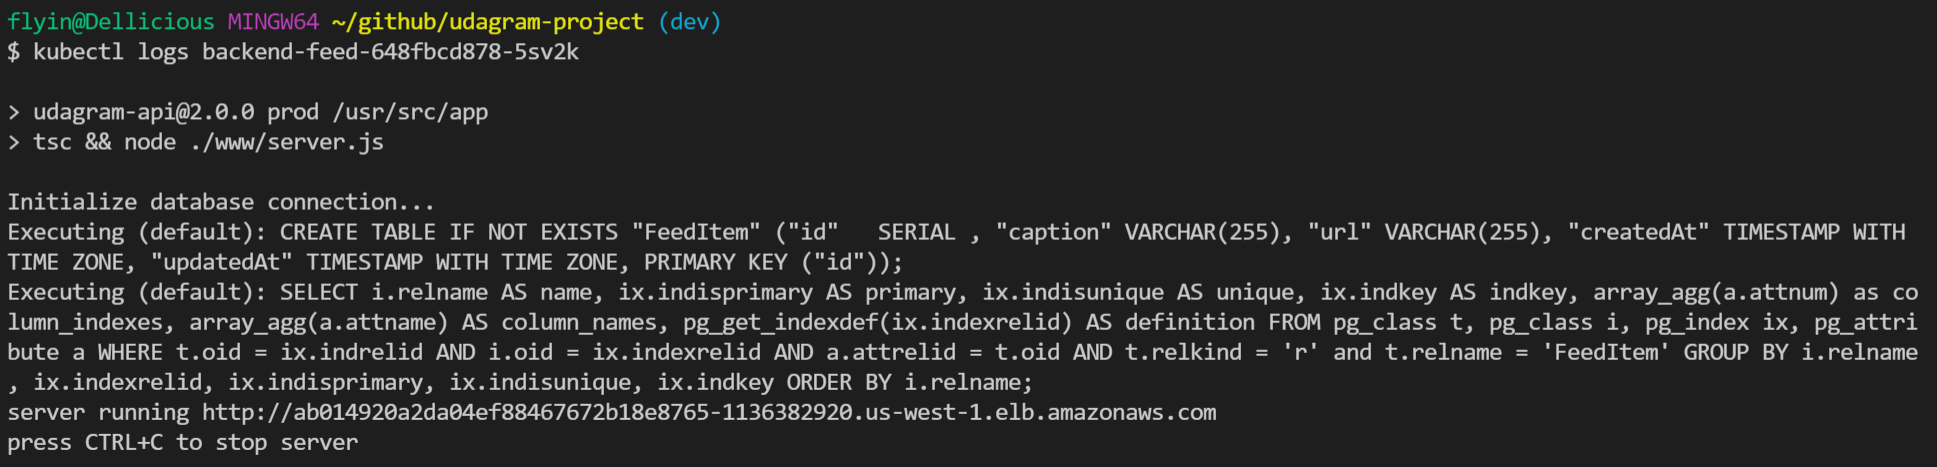 flyin@Dellicious MINGW64 ~/github/udagram-project (dev)
$ kubectl logs backend-feed-648fbcd878-5sv2k
> udagram-api@2.0.0 prod /usr/src/app
> tsc && node ./www/server.js
Initialize database connection...
Executing (default): CREATE TABLE IF NOT EXISTS "FeedItem" ("id"   SERIAL , "caption" VARCHAR(255), "url" VARCHAR(255), "createdAt" TIMESTAMP WITH
TIME ZONE, "updatedAt" TIMESTAMP WITH TIME ZONE, PRIMARY KEY ("id"));
Executing (default): SELECT i.relname AS name, ix.indisprimary AS primary, ix.indisunique AS unique, ix.indkey AS indkey, array_agg(a.attnum) as co
lumn_indexes, array_agg(a.attname) AS column_names, pg_get_indexdef(ix.indexrelid) AS definition FROM pg_class t, pg_class i, pg_index ix, pg_attri
bute a WHERE t.oid = ix.indrelid AND i.oid = ix.indexrelid AND a.attrelid = t.oid AND t.relkind = 'r' and t.relname = 'FeedItem' GROUP BY i.relname
, ix.indexrelid, ix.indisprimary, ix.indisunique, ix.indkey ORDER BY i.relname;
server running http://ab014920a2da04ef88467672b18e8765-1136382920.us-west-1.elb.amazonaws.com
press CTRL+C to stop server